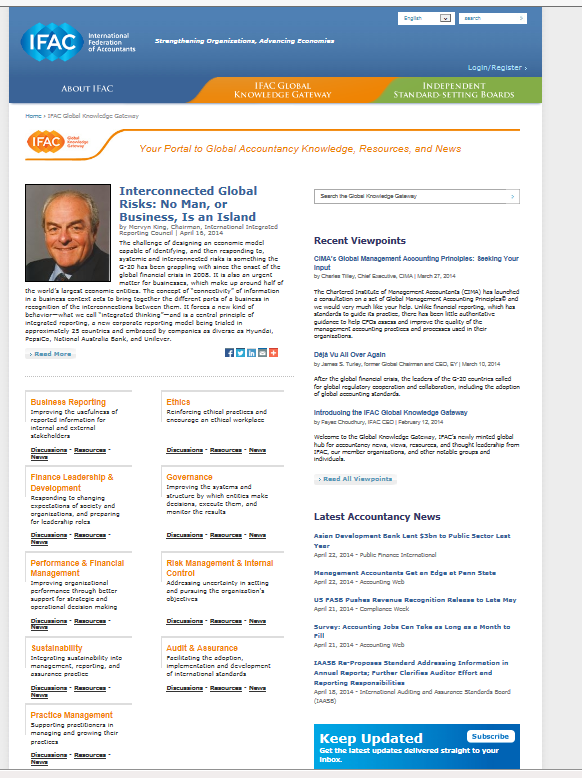 English
search
IFAC
International
Federation
of Accountants
Strengthening Organizations, Advancing Economies
Login/Register ›
ABOUT IFAC
IFAC GLOBAL
KNOWLEDGE GATEWAY
INDEPENDENT
STANDARD-SETTING BOARDS
Home › IFAC Global Knowledge Gateway
IFAC
Global
Knowledge
Gateway
Your Portal to Global Accountancy Knowledge, Resources, and News
Interconnected Global
Risks: No Man, or
Business, Is an Island
by Mervyn King, Chairman, International Integrated
Reporting Council | April 16, 2014
The challenge of designing an economic model
capable of identifying, and then responding to,
systemic and interconnected risks is something the
G-20 has been grappling with since the onset of the
global financial crisis in 2008. It is also an urgent
matter for businesses, which make up around half of
the world's largest economic entities. The concept of "connectivity" of information
in a business context acts to bring together the different parts of a business in
recognition of the interconnections between them. It forces a new kind of
behavior—what we call "integrated thinking"—and is a central principle of
integrated reporting, a new corporate reporting model being trialed in
approximately 25 countries and embraced by companies as diverse as Hyundai,
PepsiCo, National Australia Bank, and Unilever.
› Read More
Business Reporting
Improving the usefulness of
reported information for
internal and external
stakeholders
Discussions - Resources -
News
Ethics
Reinforcing ethical practices and
encourage an ethical workplace
Discussions - Resources - News
Finance Leadership &
Development
Responding to changing
expectations of society and
organizations, and preparing
for leadership roles
Discussions - Resources -
News
Governance
Improving the systems and
structure by which entities make
decisions, execute them, and
monitor the results
Discussions - Resources - News
Performance & Financial
Management
Improving organizational
performance through better
support for strategic and
operational decision making
Discussions - Resources -
News
Risk Management & Internal
Control
Addressing uncertainty in setting
and pursuing the organization's
objectives
Discussions - Resources - News
Sustainability
Integrating sustainability into
management, reporting, and
assurance practice
Discussions - Resources -
News
Audit & Assurance
Facilitating the adoption,
implementation and development
of international standards
Discussions - Resources - News
Practice Management
Supporting practitioners in
managing and growing their
practices
Discussions - Resources -
News
Search the Global Knowledge Gateway
Recent Viewpoints
CIMA's Global Management Accounting Principles: Seeking Your
Input
by Charles Tilley, Chief Executive, CIMA | March 27, 2014
The Chartered Institute of Management Accountants (CIMA) has launched
a consultation on a set of Global Management Accounting Principles© and
we would very much like your help. Unlike financial reporting, which has
standards to guide its practice, there has been little authoritative
guidance to help CFOs assess and improve the quality of the
management accounting practices and processes used in their
organizations.
Déjà Vu All Over Again
by James S. Turley, former Global Chairman and CEO, EY | March 10, 2014
After the global financial crisis, the leaders of the G-20 countries called
for global regulatory cooperation and collaboration, including the adoption
of global accounting standards.
Introducing the IFAC Global Knowledge Gateway
by Fayez Choudhury, IFAC CEO | February 12, 2014
Welcome to the Global Knowledge Gateway, IFAC's newly minted global
hub for accountancy news, views, resources, and thought leadership from
IFAC, our member organizations, and other notable groups and
individuals.
› Read All Viewpoints
Latest Accountancy News
Asian Development Bank Lent $3bn to Public Sector Last
Year
April 22, 2014 - Public Finance International
Management Accountants Get an Edge at Penn State
April 22, 2014 - Accounting Web
US FASB Pushes Revenue Recognition Release to Late May
April 21, 2014 - Compliance Week
Survey: Accounting Jobs Can Take as Long as a Month to
Fill
April 21, 2014 - Accounting Web
IAASB Re-Proposes Standard Addressing Information in
Annual Reports; Further Clarifies Auditor Effort and
Reporting Responsibilities
April 18, 2014 - International Auditing and Assurance Standards Board
(IAASB)
Keep Updated
Subscribe
Get the latest updates delivered straight to your
inbox.